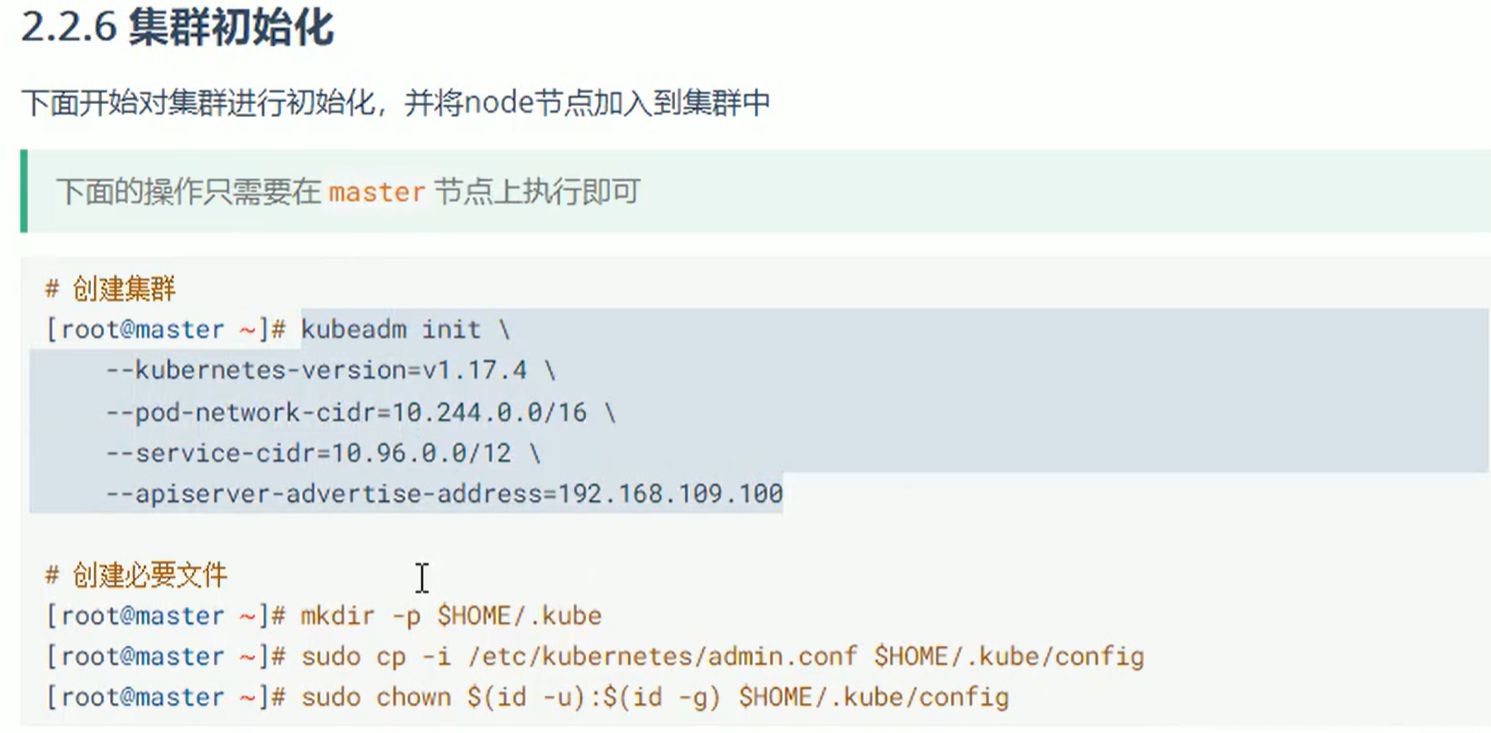 2.2.6 集群初始化
下面开始对集群进行初始化，并将node节点加入到集群中
下面的操作只需要在 master 节点上执行即可
# 创建集群
[root@master ~]# kubeadm init \
--kubernetes-version=v1.17.4 \
--pod-network-cidr=10.244.0.0/16 \
--service-cidr=10.96.0.0/12 \
--apiserver-advertise-address=192.168.109.100
# 创建必要文件
[root@master ~]# mkdir -p $HOME/.kube
[root@master ~]# sudo cp -i /etc/kubernetes/admin.conf $HOME/.kube/config
[root@master ~]# sudo chown $(id -u):$(id -g) $HOME/.kube/config